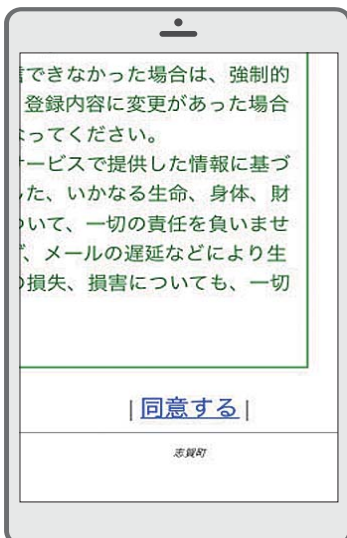 できなかった場合は、強制的
登録内容に変更があった場合
なってください。
ービスで提供した情報に基づ
した、いかなる生命、身体、財
ついて、一切の責任を負いませ
、メールの遅延などにより生
損失、損害についても、一切
|同意する|
志賀町